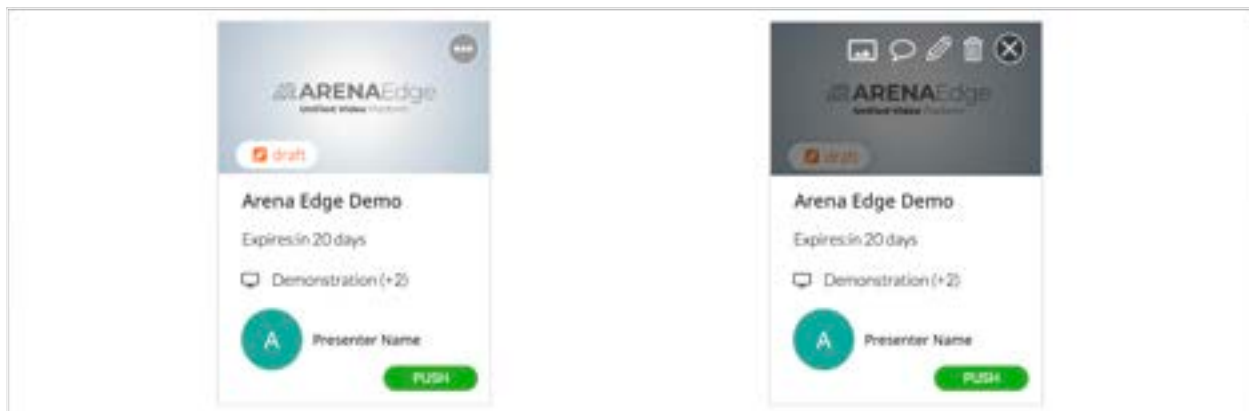 ARENAEdge
Unified Video Platform
draft
Arena Edge Demo
Expires:in 20 days
Demonstration (+2)
A
Presenter Name
PUSH
ARENAEdge
Unified Video Platform
draft
Arena Edge Demo
Expires:in 20 days
Demonstration (+2)
A
Presenter Name
PUSH